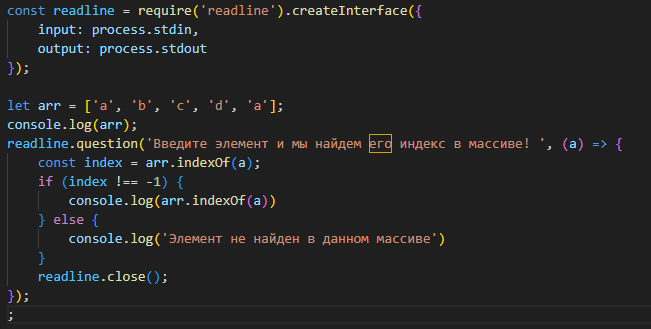 const readline = require('readline').createInterface({
    input: process.stdin,
    output: process.stdout
});

let arr = ['a', 'b', 'c', 'd', 'a'];
console.log(arr);
readline.question('Введите элемент и мы найдем его индекс в массиве! ', (a) => {
    const index = arr.indexOf(a);
    if (index !== -1) {
        console.log(arr.indexOf(a))
    } else {
        console.log('Элемент не найден в данном массиве')
    }
    readline.close();
});
;